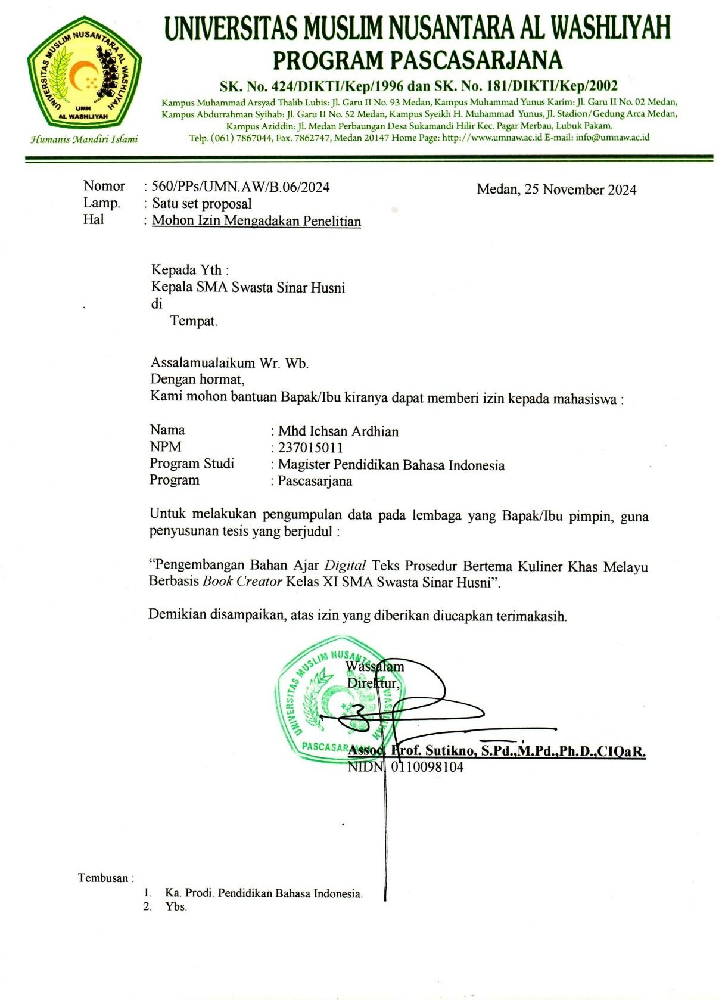 UNIVERSITAS MUSLIM NUSANTARA AL WASHLIYAH
PROGRAM PASCASARJANA
SK. No. 424/DIKTI/Kep/1996 dan SK. No. 181/DIKTI/Kep/2002
Kampus Muhammad Arsyad Thalib Lubis: Jl. Garu II No. 93 Medan, Kampus Muhammad Yunus Karim: Jl. Garu II No. 02 Medan,
Kampus Abdurrahman Syihab: Jl. Garu II No. 52 Medan, Kampus Syeikh H. Muhammad Yunus, Jl. Stadion/Gedung Arca Medan,
Kampus Aziddin: Jl. Medan Perbaungan Desa Sukamandi Hilir Kec. Pagar Merbau, Lubuk Pakam.
Telp. (061) 7867044, Fax. 7862747, Medan 20147 Home Page: http://www.umnaw.ac.id E-mail: info@umnaw.ac.id
UNIVERSITAS MUSLIM NUSANTARA AL WASHLIYAH
UMN
AL WASHLIYAH
Humanis Mandiri Islami
Nomor : 560/PPs/UMN.AW/B.06/2024 Medan, 25 November 2024
Lamp. : Satu set proposal
Hal : Mohon Izin Mengadakan Penelitian
Kepada Yth :
Kepala SMA Swasta Sinar Husni
di
Tempat.
Assalamualaikum Wr. Wb.
Dengan hormat,
Kami mohon bantuan Bapak/Ibu kiranya dapat memberi izin kepada mahasiswa :
Nama : Mhd Ichsan Ardhian
NPM : 237015011
Program Studi : Magister Pendidikan Bahasa Indonesia
Program : Pascasarjana
Untuk melakukan pengumpulan data pada lembaga yang Bapak/Ibu pimpin, guna
penyusunan tesis yang berjudul :
“Pengembangan Bahan Ajar Digital Teks Prosedur Bertema Kuliner Khas Melayu
Berbasis Book Creator Kelas XI SMA Swasta Sinar Husni”.
Demikian disampaikan, atas izin yang diberikan diucapkan terimakasih.
Wassalam
Direktur,
UNIVERSITAS MUSLIM NUSANTARA AL WASHLIYAH
PASCASARJANA
Assoc. Prof. Sutikno, S.Pd.,M.Pd.,Ph.D.,CIQaR.
NIDN 0110098104
Tembusan :
1. Ka. Prodi. Pendidikan Bahasa Indonesia.
2. Ybs.